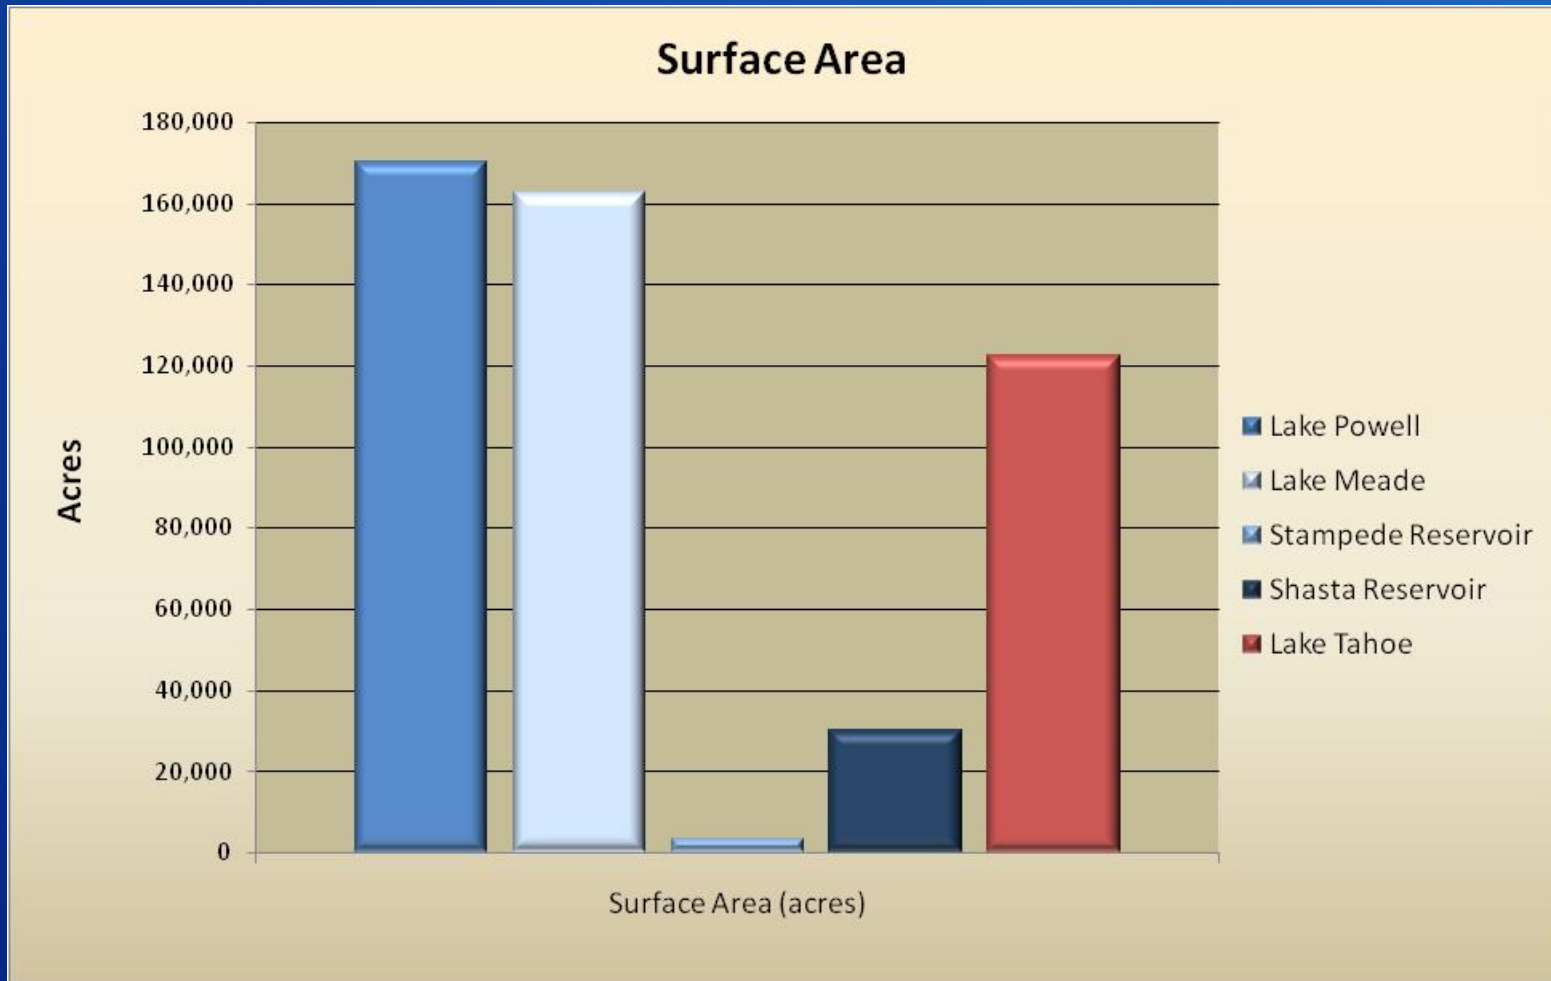 Surface Area
180,000
160,000
140,000
120,000
100,000
80,000
60,000
40,000
20,000
0
Acres
Surface Area (acres)
Lake Powell
Lake Meade
Stampede Reservoir
Shasta Reservoir
Lake Tahoe